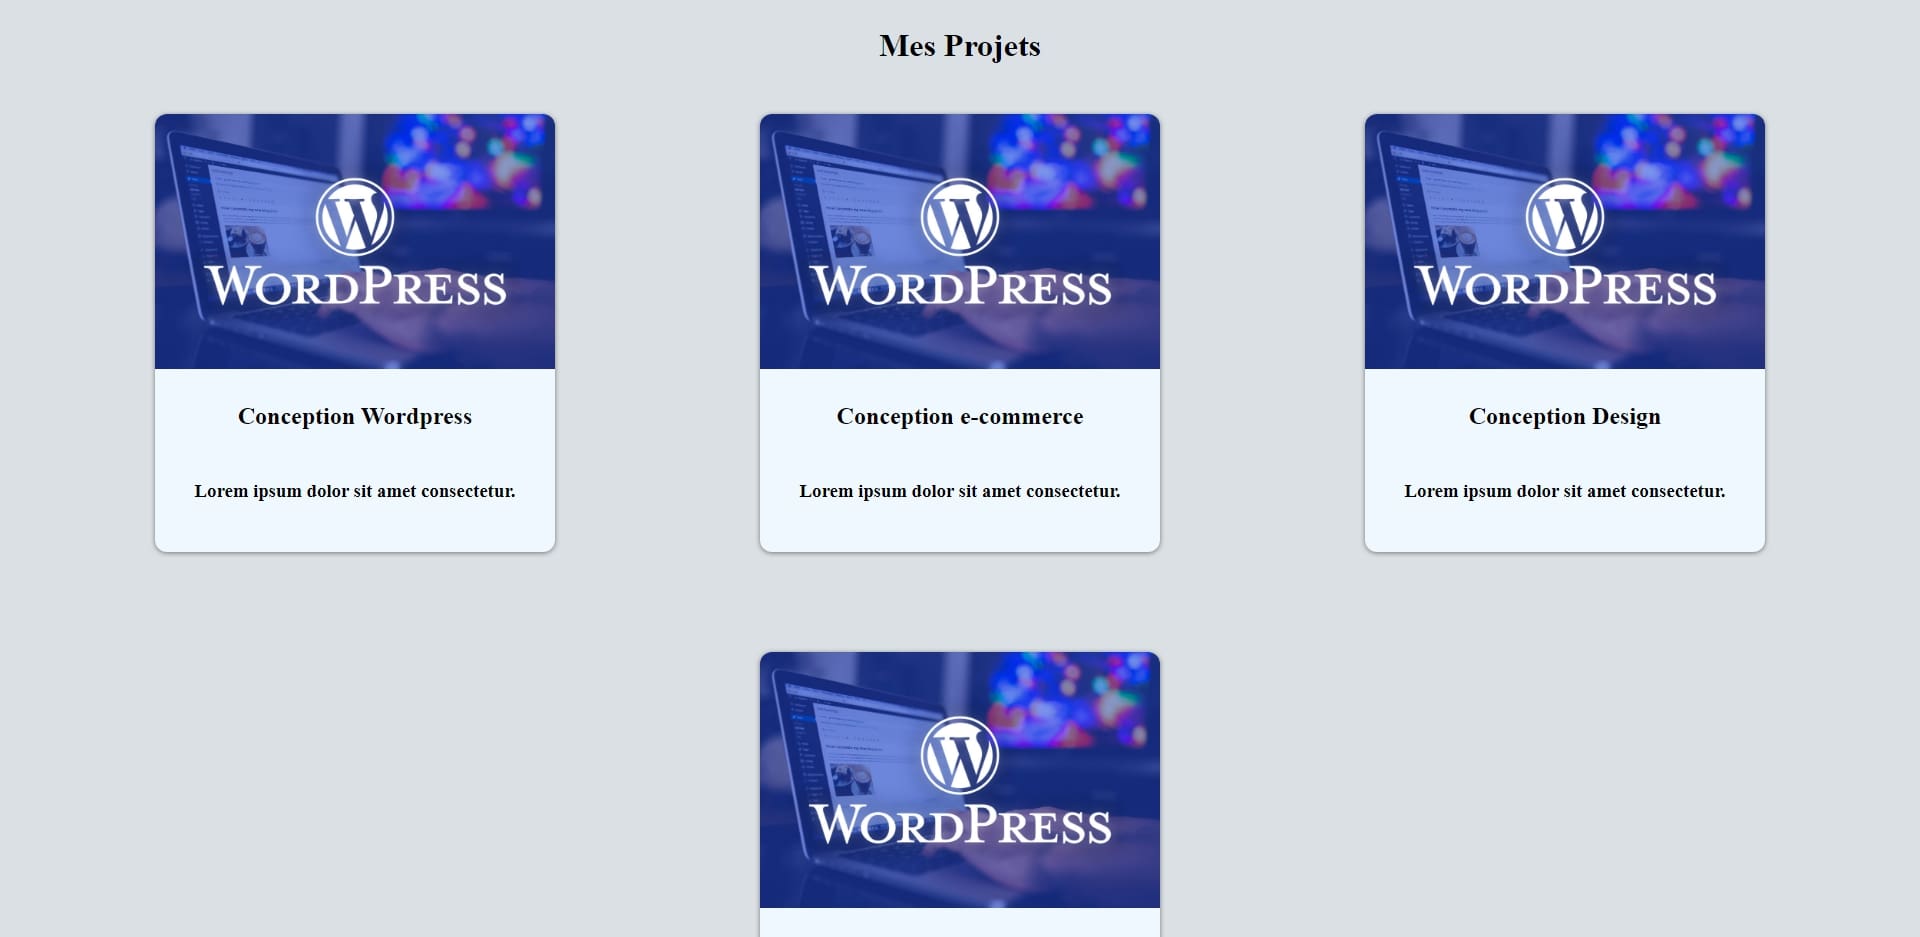 Mes Projets
WORDPRESS
WORDPRESS
WORDPRESS
Conception Wordpress
Conception e-commerce
Conception Design
Lorem ipsum dolor sit amet consectetur.
Lorem ipsum dolor sit amet consectetur.
Lorem ipsum dolor sit amet consectetur.
WORDPRESS